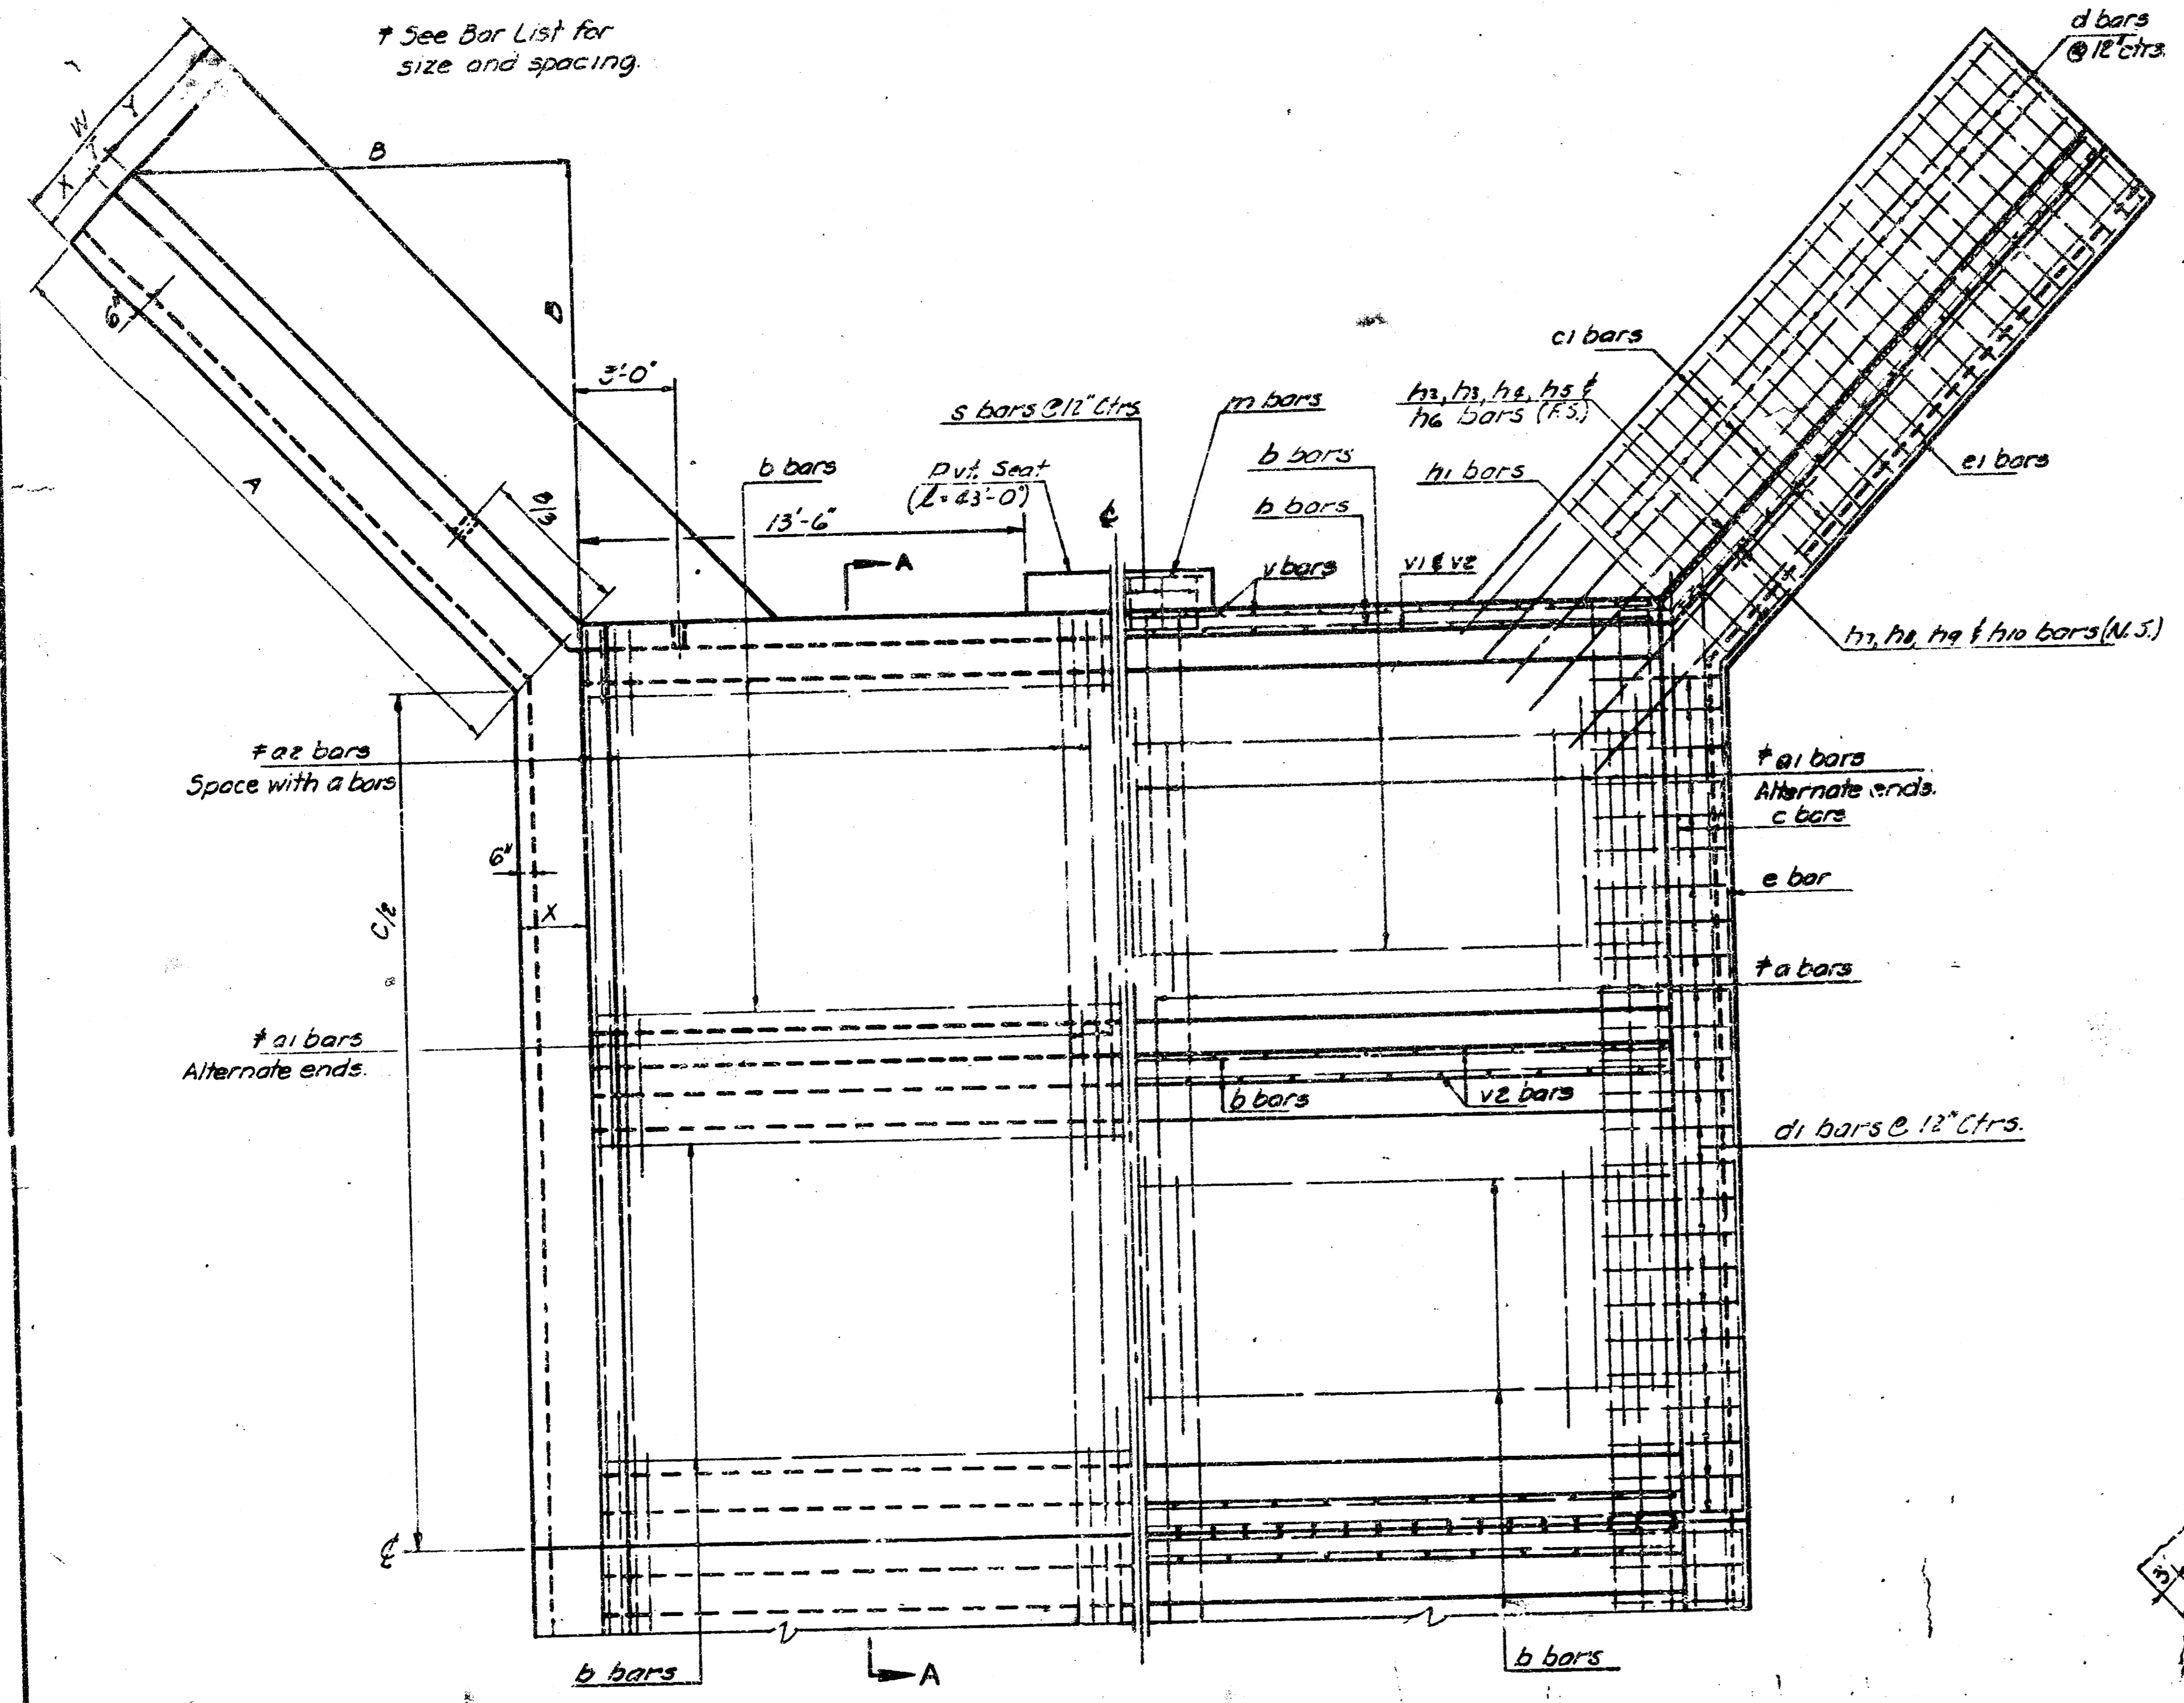 ‡ See Bar List for
size and spacing.
d bars
@ 12" ctrs.
W
Y
X
B
B
6"
A
B/3
3'-0"
13'-6"
b bars
s bars @ 12" Ctrs.
Pvt. Seat
(L = 43'-0")
℄
m bars
b bars
b bars
v bars
v1 & v2
c1 bars
h2, h3, h4, h5 &
h6 bars (F.S.)
h1 bars
e1 bars
h7, h8, h9 & h10 bars (N.S.)
A
‡ a2 bars
Space with a bars
‡ a1 bars
Alternate ends.
c bars
6"
X
C/2
e bar
‡ a bars
‡ a1 bars
Alternate ends.
b bars
v2 bars
d1 bars @ 12" Ctrs.
℄
b bars
A
b bars
3'